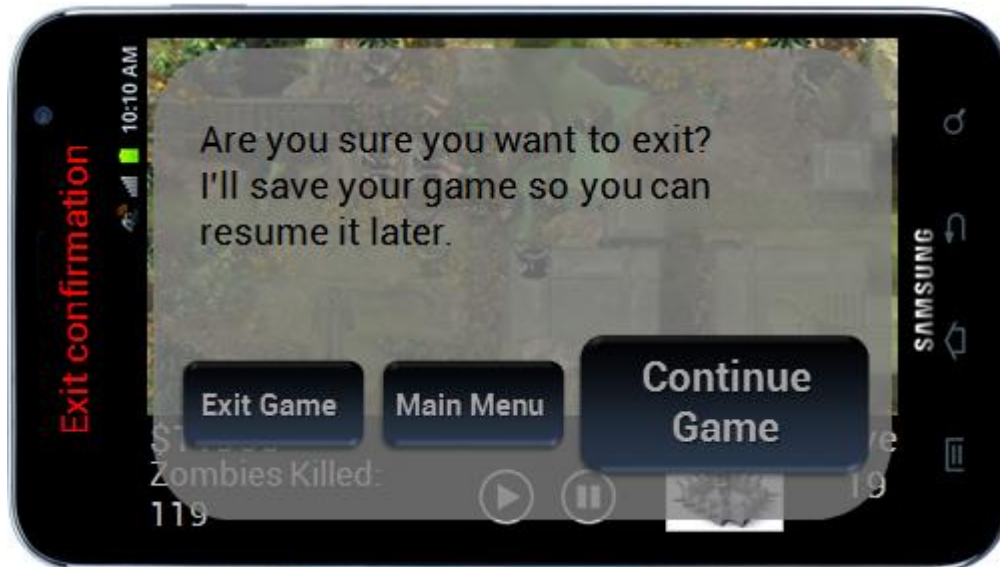 Exit confirmation
10:10 AM
Are you sure you want to exit?
I'll save your game so you can
resume it later.
Exit Game
Main Menu
Continue
Game
Zombies Killed:
119
19
SAMSUNG